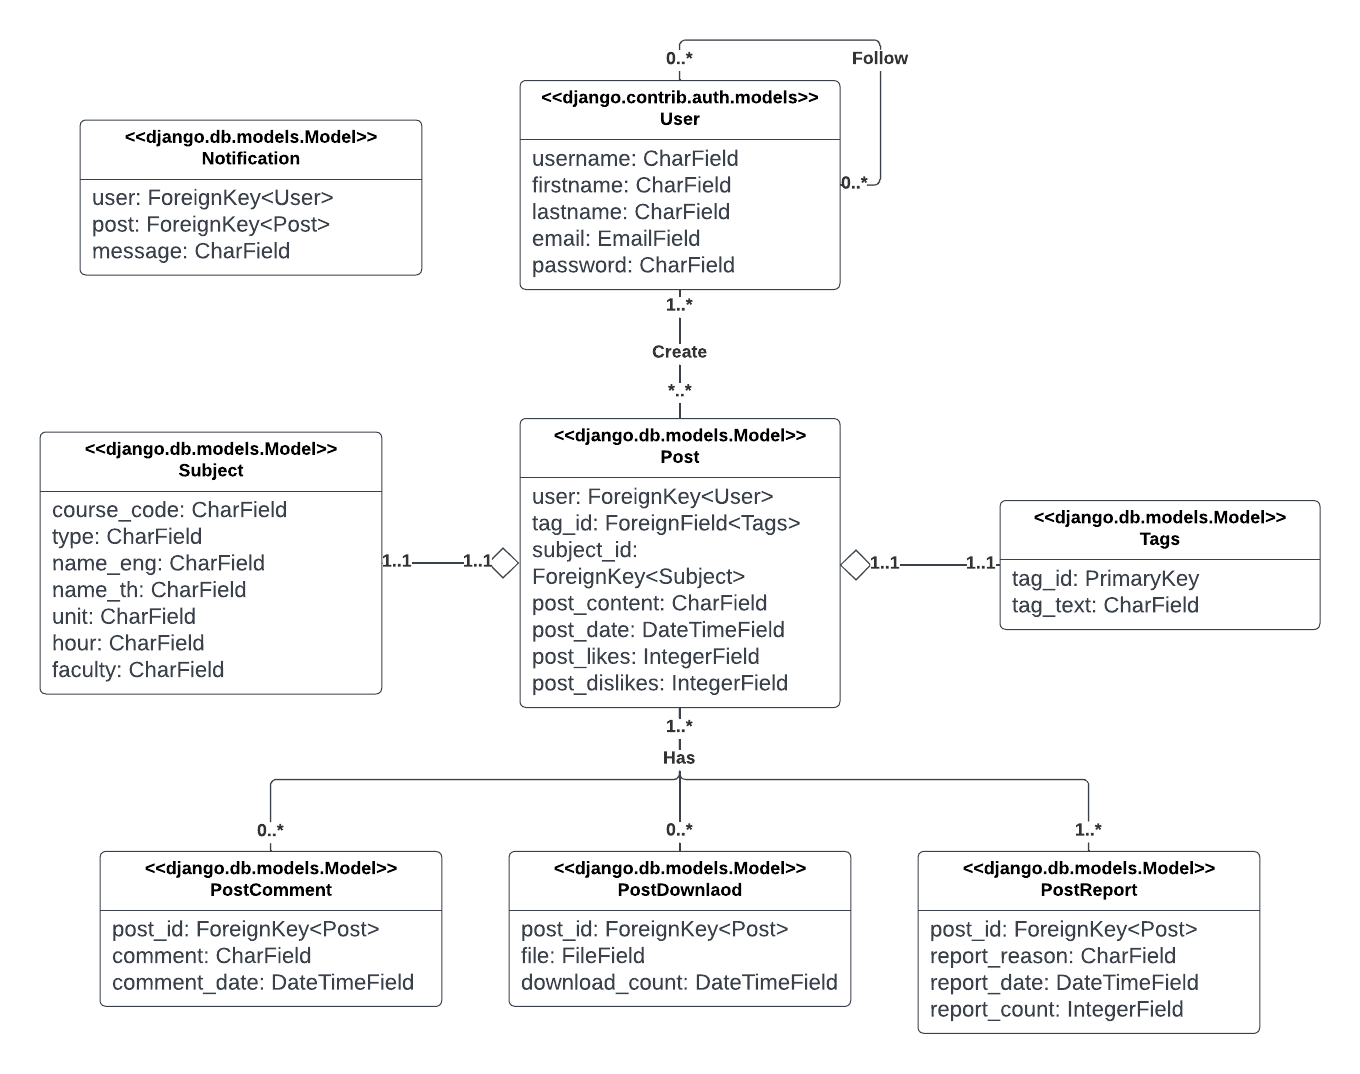 0..*
Follow
<<django.contrib.auth.models>>
User
username: CharField
firstname: CharField
lastname: CharField
email: EmailField
password: CharField
0..*
<<django.db.models.Model>>
Notification
user: ForeignKey<User>
post: ForeignKey<Post>
message: CharField
1..*
Create
*..*
<<django.db.models.Model>>
Subject
course_code: CharField
type: CharField
name_eng: CharField
name_th: CharField
unit: CharField
hour: CharField
faculty: CharField
1..1
1..1
<<django.db.models.Model>>
Post
user: ForeignKey<User>
tag_id: ForeignField<Tags>
subject_id:
ForeignKey<Subject>
post_content: CharField
post_date: DateTimeField
post_likes: IntegerField
post_dislikes: IntegerField
1..1
1..1
<<django.db.models.Model>>
Tags
tag_id: PrimaryKey
tag_text: CharField
1..*
Has
0..*
0..*
1..*
<<django.db.models.Model>>
PostComment
post_id: ForeignKey<Post>
comment: CharField
comment_date: DateTimeField
<<django.db.models.Model>>
PostDownlaod
post_id: ForeignKey<Post>
file: FileField
download_count: DateTimeField
<<django.db.models.Model>>
PostReport
post_id: ForeignKey<Post>
report_reason: CharField
report_date: DateTimeField
report_count: IntegerField